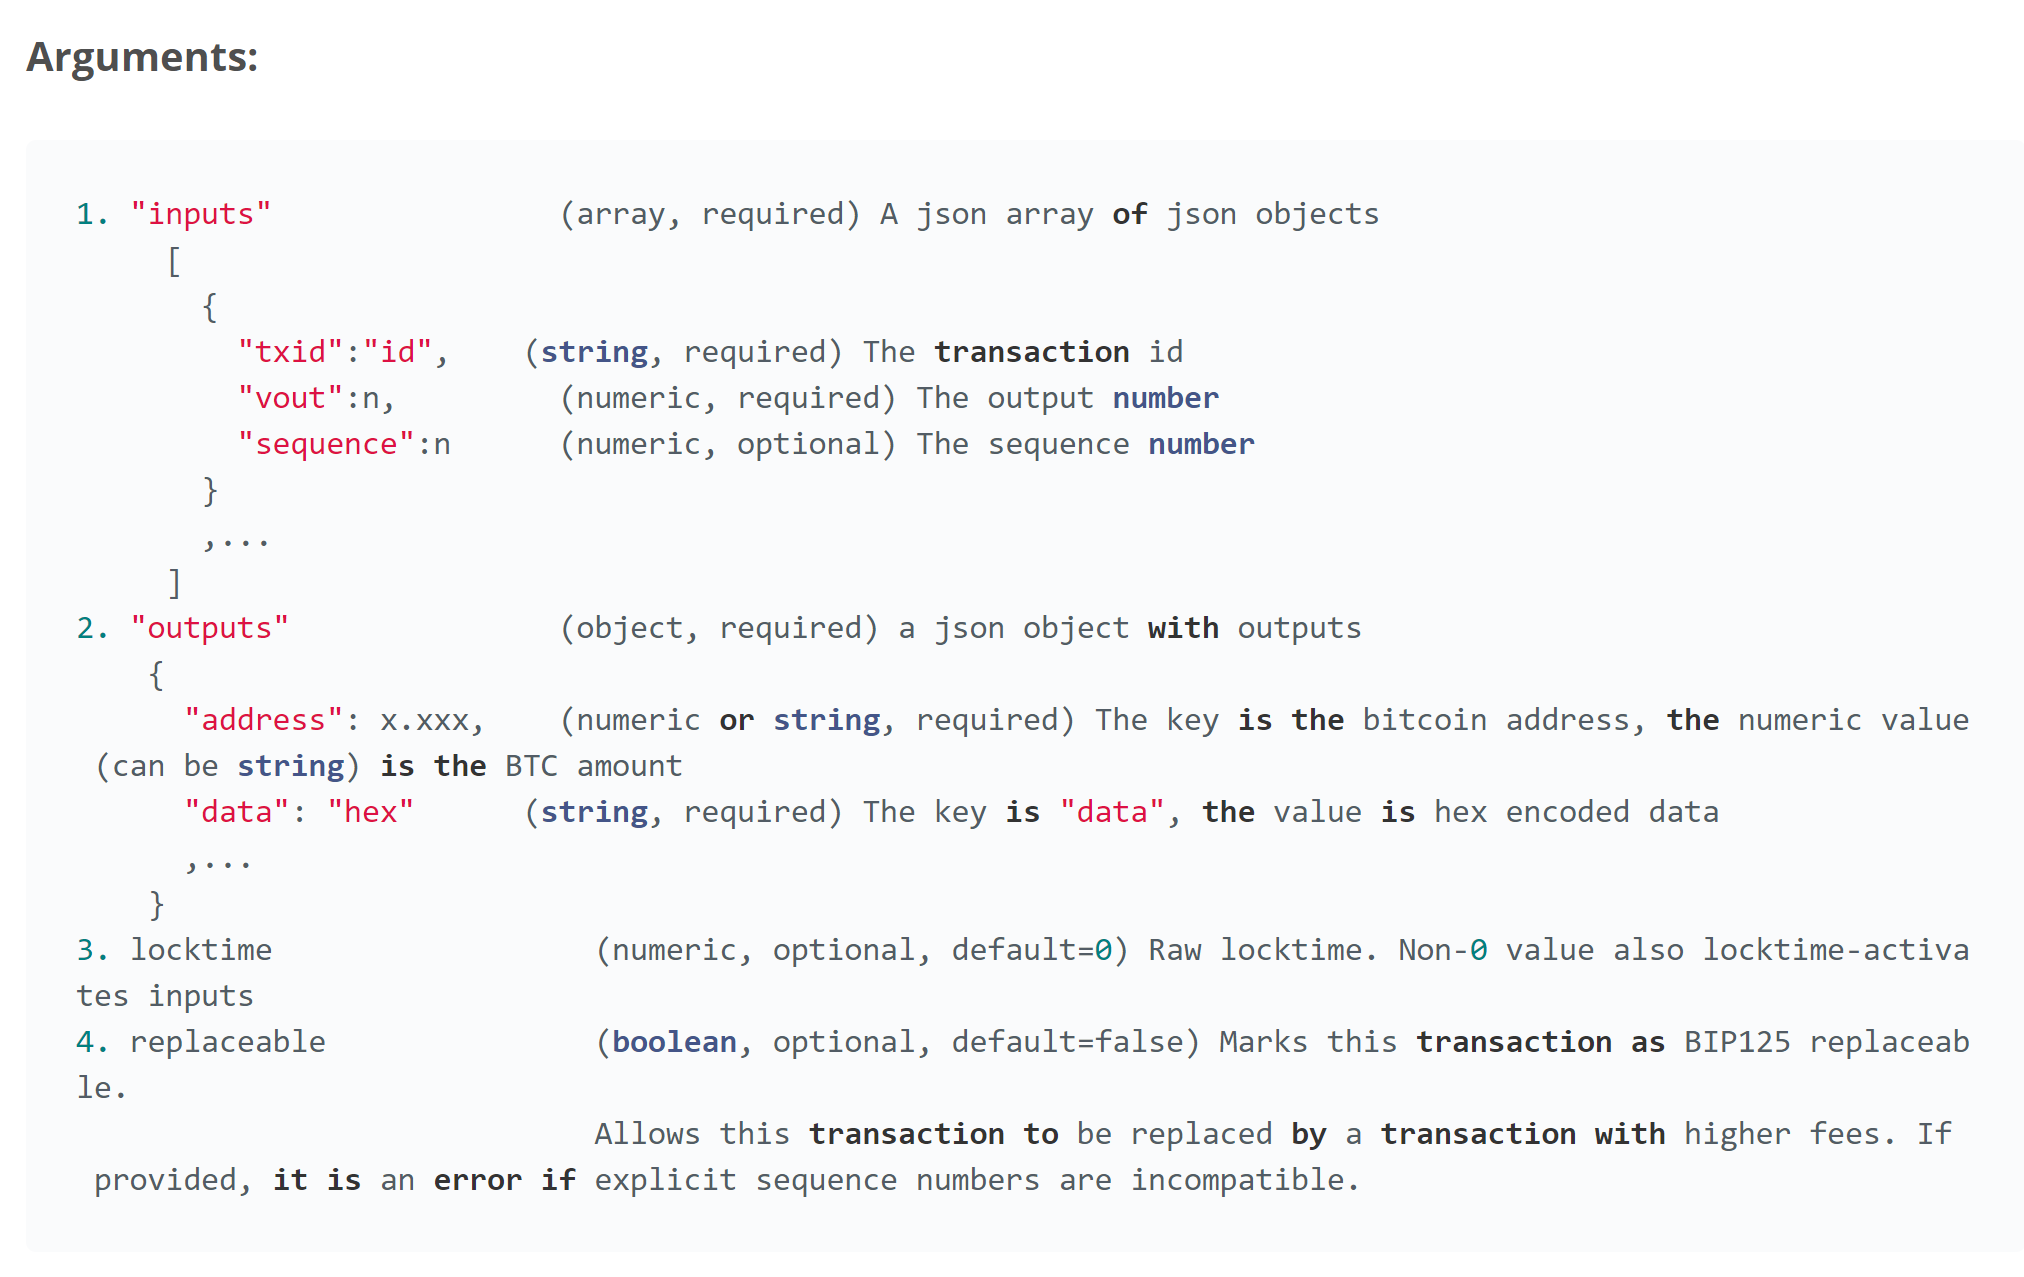 Arguments:
1. "inputs"                (array, required) A json array of json objects
     [
       {
         "txid":"id",    (string, required) The transaction id
         "vout":n,         (numeric, required) The output number
         "sequence":n      (numeric, optional) The sequence number
       }
       ,...
     ]
2. "outputs"               (object, required) a json object with outputs
    {
      "address": x.xxx,    (numeric or string, required) The key is the bitcoin address, the numeric value
 (can be string) is the BTC amount
      "data": "hex"      (string, required) The key is "data", the value is hex encoded data
      ,...
    }
3. locktime                  (numeric, optional, default=0) Raw locktime. Non-0 value also locktime-activa
tes inputs
4. replaceable               (boolean, optional, default=false) Marks this transaction as BIP125 replaceab
le.
                             Allows this transaction to be replaced by a transaction with higher fees. If
 provided, it is an error if explicit sequence numbers are incompatible.